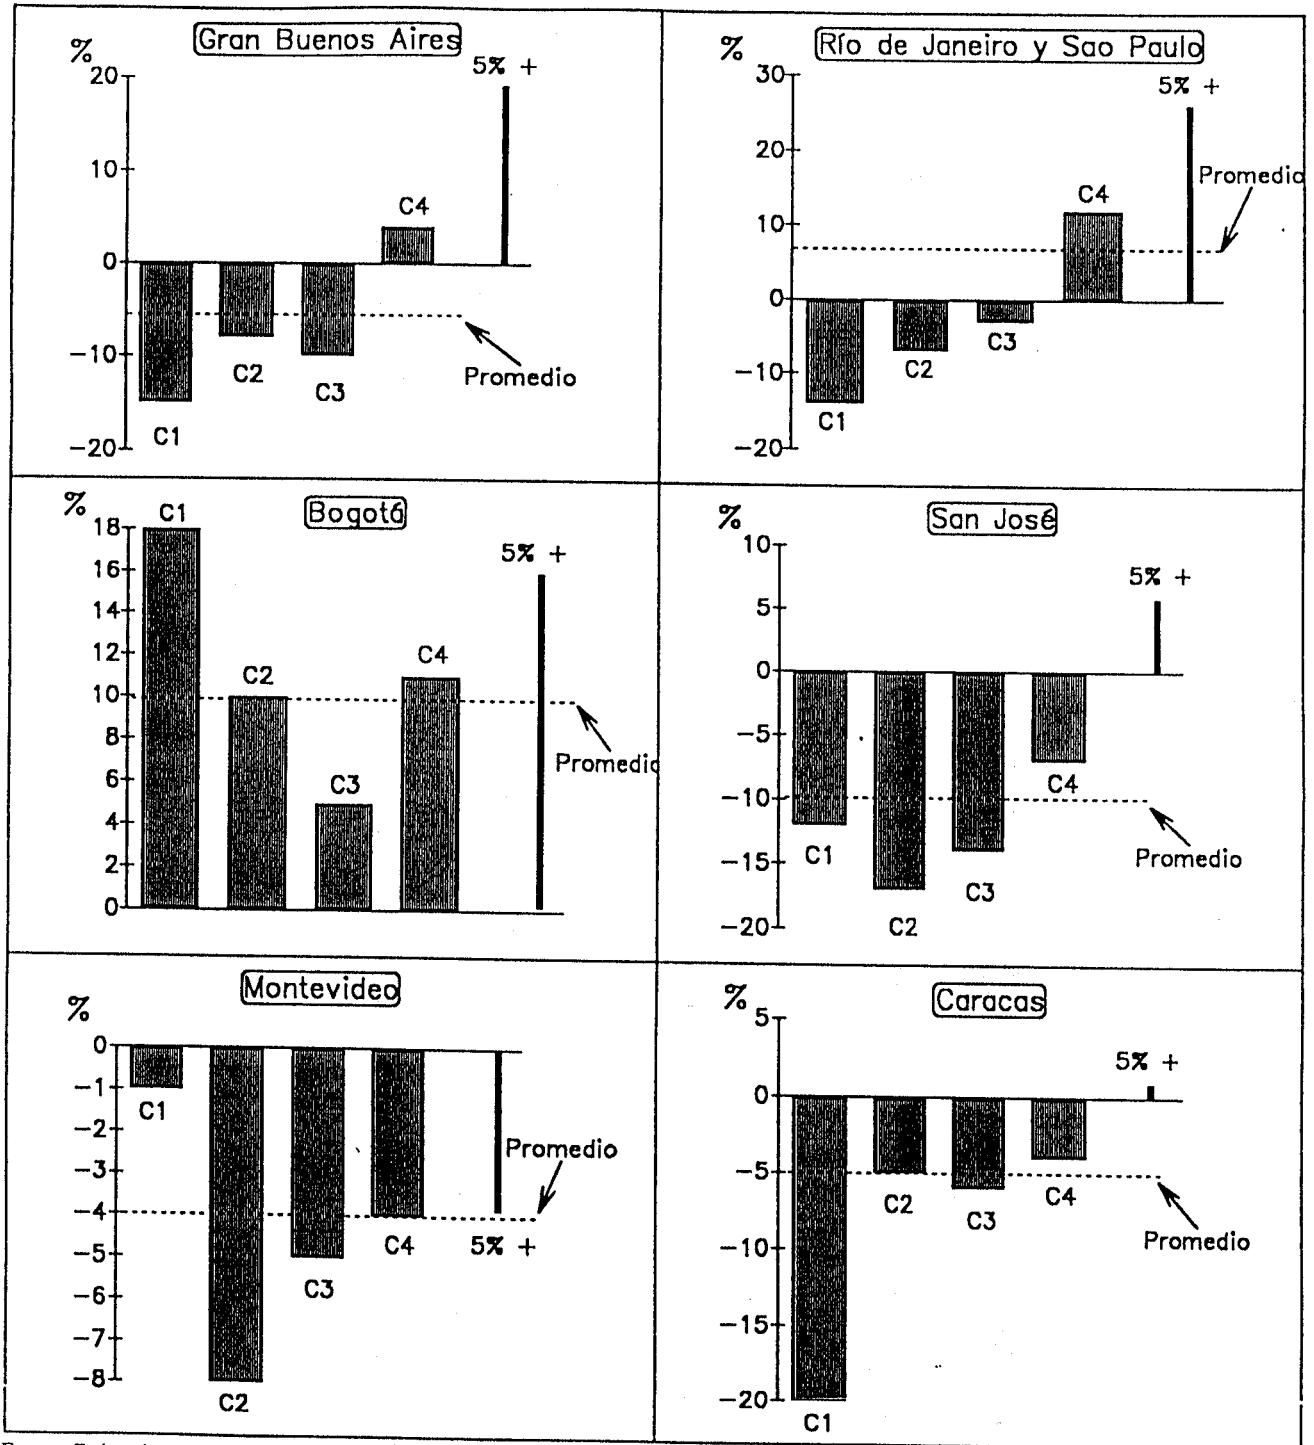 Gran Buenos Aires
%
20
10
0
-10
-20
C1
C2
C3
C4
5% +
Promedio
Río de Janeiro y Sao Paulo
%
30
20
10
0
-10
-20
C1
C2
C3
C4
5% +
Promedio
Bogotá
%
18
16
14
12
10
8
6
4
2
0
C1
C2
C3
C4
5% +
Promedio
San José
%
10
5
0
-5
-10
-15
-20
C1
C2
C3
C4
5% +
Promedio
Montevideo
%
0
-1
-2
-3
-4
-5
-6
-7
-8
C1
C2
C3
C4
5% +
Promedio
Caracas
%
5
0
-5
-10
-15
-20
C1
C2
C3
C4
5% +
Promedio